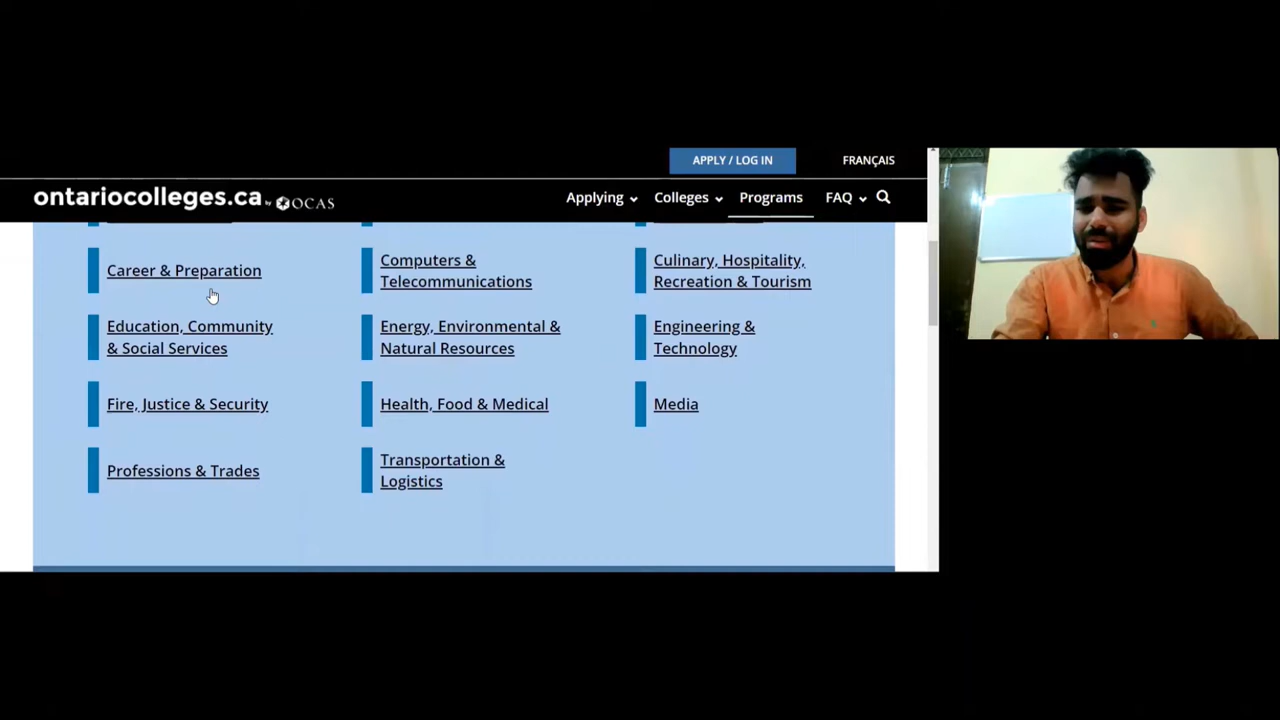 APPLY / LOG IN
FRANÇAIS
ontariocolleges.ca by OCAS
Applying
Colleges
Programs
FAQ
Career & Preparation
Computers &
Telecommunications
Culinary, Hospitality,
Recreation & Tourism
Education, Community
& Social Services
Energy, Environmental &
Natural Resources
Engineering &
Technology
Fire, Justice & Security
Health, Food & Medical
Media
Professions & Trades
Transportation &
Logistics